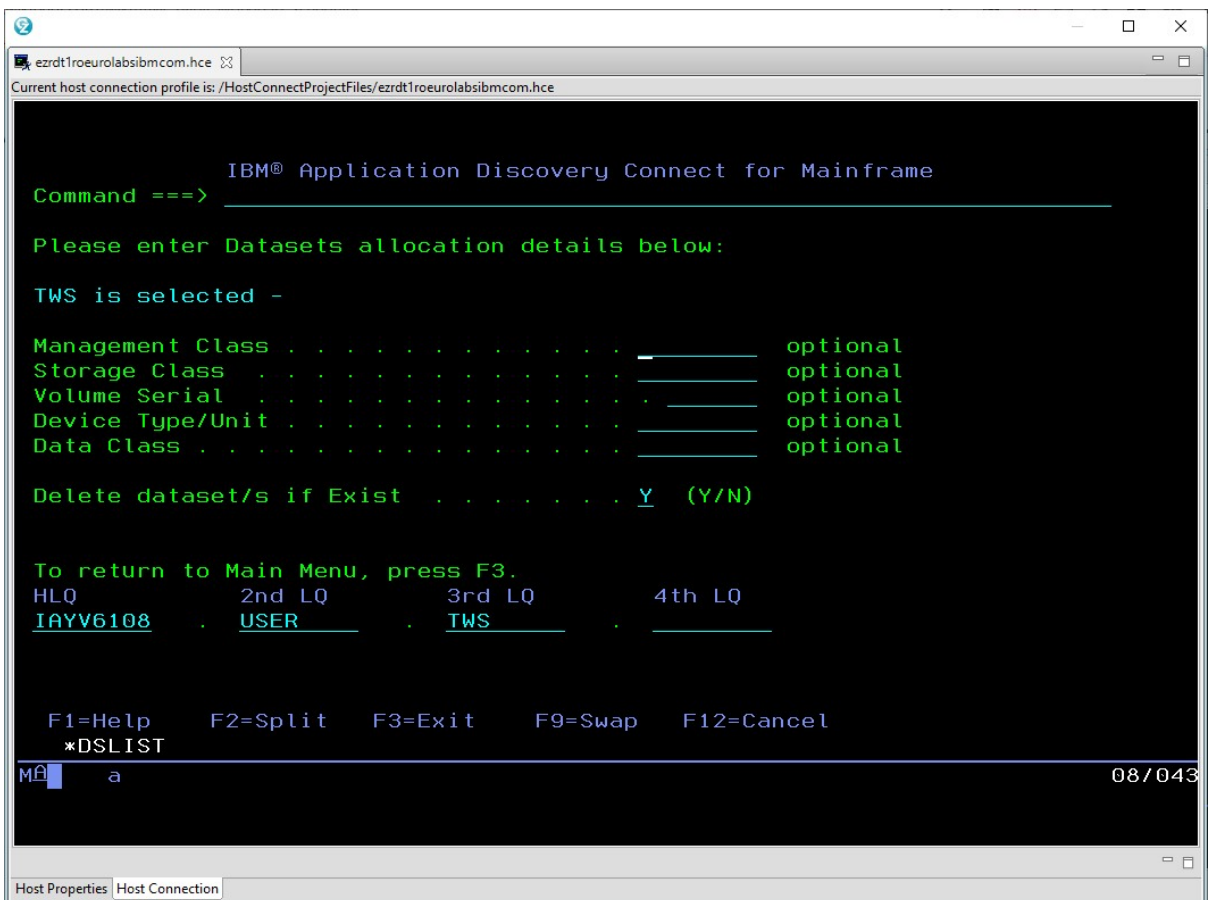 ezrdt1roeurolabsibmcom.hce
Current host connection profile is: /HostConnectProjectFiles/ezrdt1roeurolabsibmcom.hce
IBM® Application Discovery Connect for Mainframe
Command ===>
Please enter Datasets allocation details below:
TWS is selected -
Management Class . . . . . . . . . . . . optional
Storage Class . . . . . . . . . . . . . optional
Volume Serial . . . . . . . . . . . . . . optional
Device Type/Unit . . . . . . . . . . . . optional
Data Class . . . . . . . . . . . . . . . optional
Delete dataset/s if Exist . . . . . . . Y (Y/N)
To return to Main Menu, press F3.
HLQ 2nd LQ 3rd LQ 4th LQ
IAYV6108 . USER . TWS .
F1=Help F2=Split F3=Exit F9=Swap F12=Cancel
*DSLIST
MA a 08/043
Host Properties Host Connection